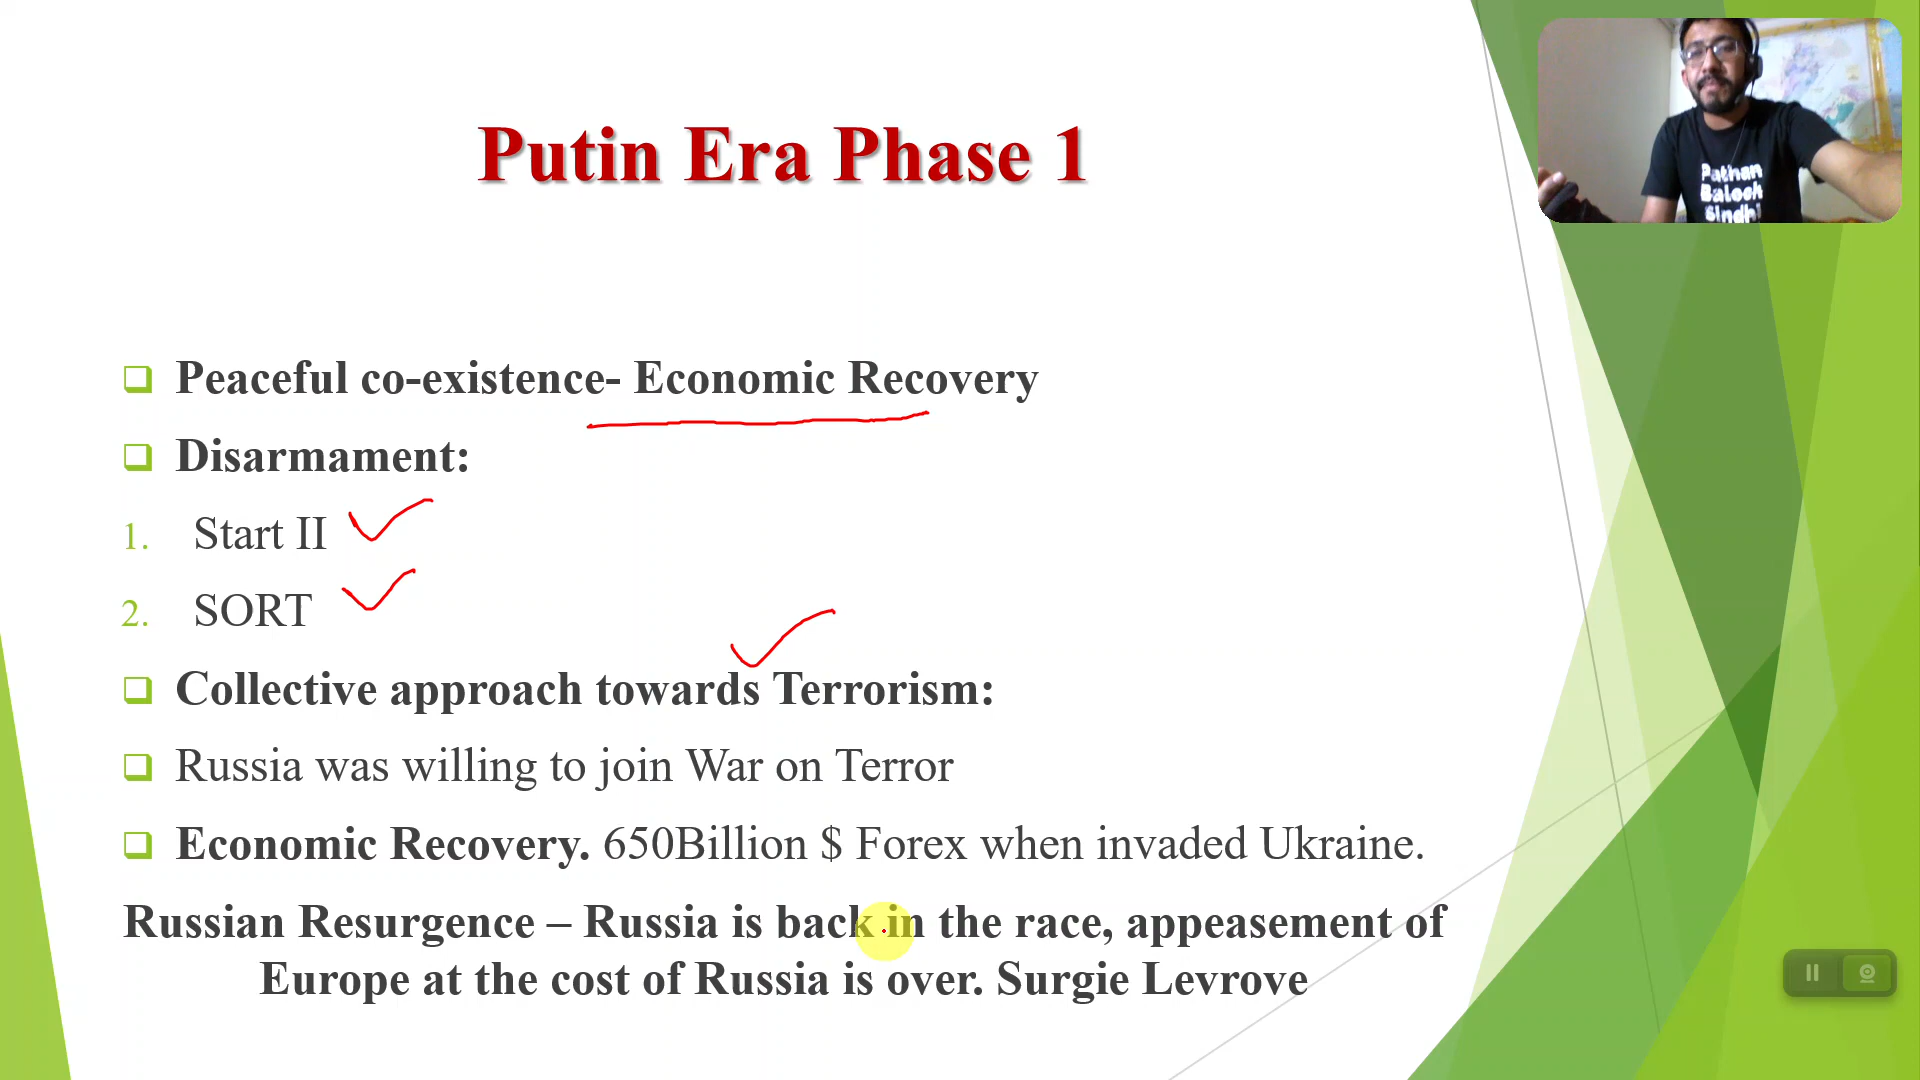 Putin Era Phase 1
Pathan
Baloch
Sindhi
Peaceful co-existence- Economic Recovery
Disarmament:
1. Start II
2. SORT
Collective approach towards Terrorism:
Russia was willing to join War on Terror
Economic Recovery. 650Billion $ Forex when invaded Ukraine.
Russian Resurgence – Russia is back in the race, appeasement of
Europe at the cost of Russia is over. Surgie Levrove